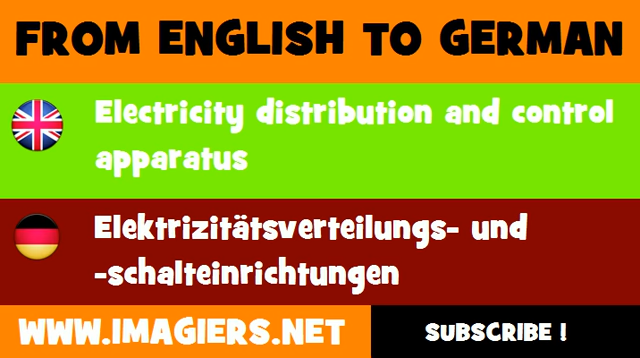 FROM ENGLISH TO GERMAN
Electricity distribution and control
apparatus
Elektrizitätsverteilungs- und
-schalteinrichtungen
WWW.IMAGIERS.NET
SUBSCRIBE !